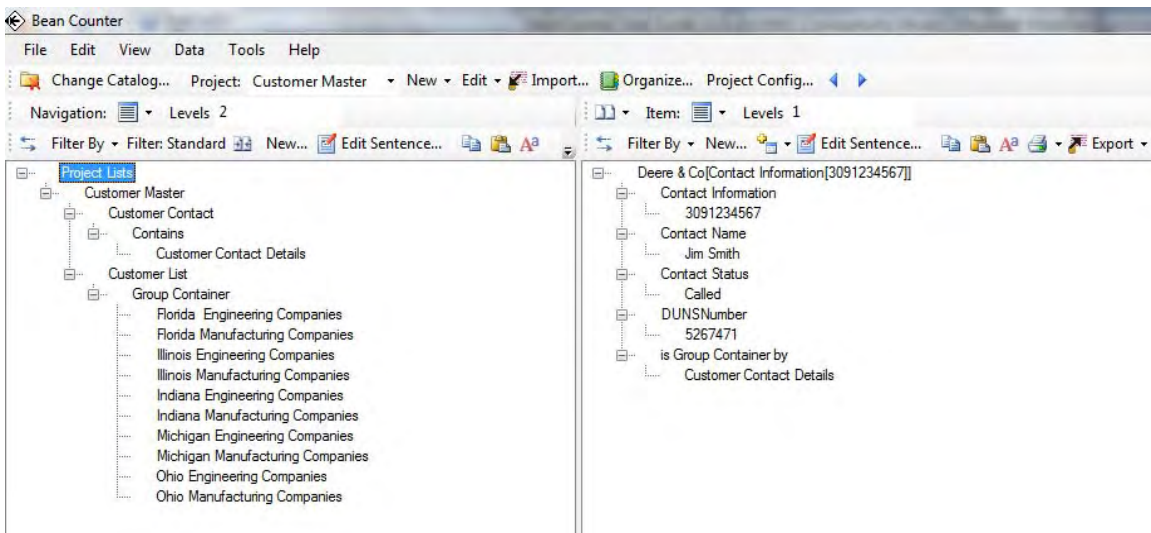 Bean Counter
File Edit View Data Tools Help
Change Catalog... Project: Customer Master New Edit Import... Organize... Project Config...
Navigation: Levels 2
Filter By Filter: Standard New... Edit Sentence... Aa
Project Lists
Customer Master
Customer Contact
Contains
Customer Contact Details
Customer List
Group Container
Florida Engineering Companies
Florida Manufacturing Companies
Illinois Engineering Companies
Illinois Manufacturing Companies
Indiana Engineering Companies
Indiana Manufacturing Companies
Michigan Engineering Companies
Michigan Manufacturing Companies
Ohio Engineering Companies
Ohio Manufacturing Companies
Item: Levels 1
Filter By New... Edit Sentence... Aa Export
Deere & Co[Contact Information[3091234567]]
Contact Information
3091234567
Contact Name
Jim Smith
Contact Status
Called
DUNSNumber
5267471
is Group Container by
Customer Contact Details